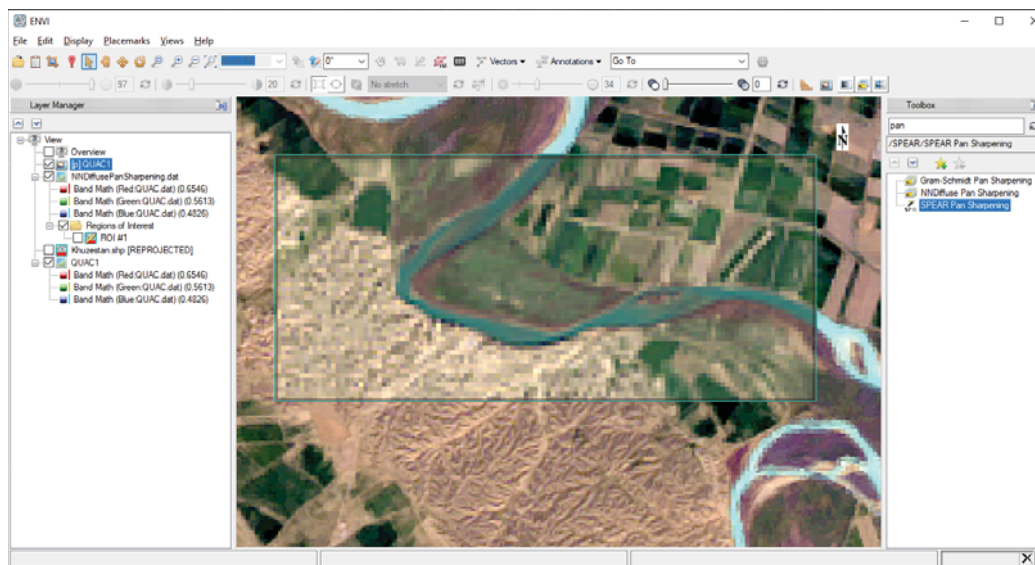 ENVI
File Edit Display Placemarks Views Help
0° Vectors Annotations Go To
97 20 No stretch 34 0
Layer Manager
Toolbox
View
Overview
[p] QUAC1
NNDiffusePanSharpening.dat
Band Math (Red:QUAC.dat) (0.6546)
Band Math (Green:QUAC.dat) (0.5613)
Band Math (Blue:QUAC.dat) (0.4826)
Regions of Interest
ROI #1
Khuzestan.shp [REPROJECTED]
QUAC1
Band Math (Red:QUAC.dat) (0.6546)
Band Math (Green:QUAC.dat) (0.5613)
Band Math (Blue:QUAC.dat) (0.4826)
N
pan
/SPEAR/SPEAR Pan Sharpening
Gram-Schmidt Pan Sharpening
NNDiffuse Pan Sharpening
SPEAR Pan Sharpening